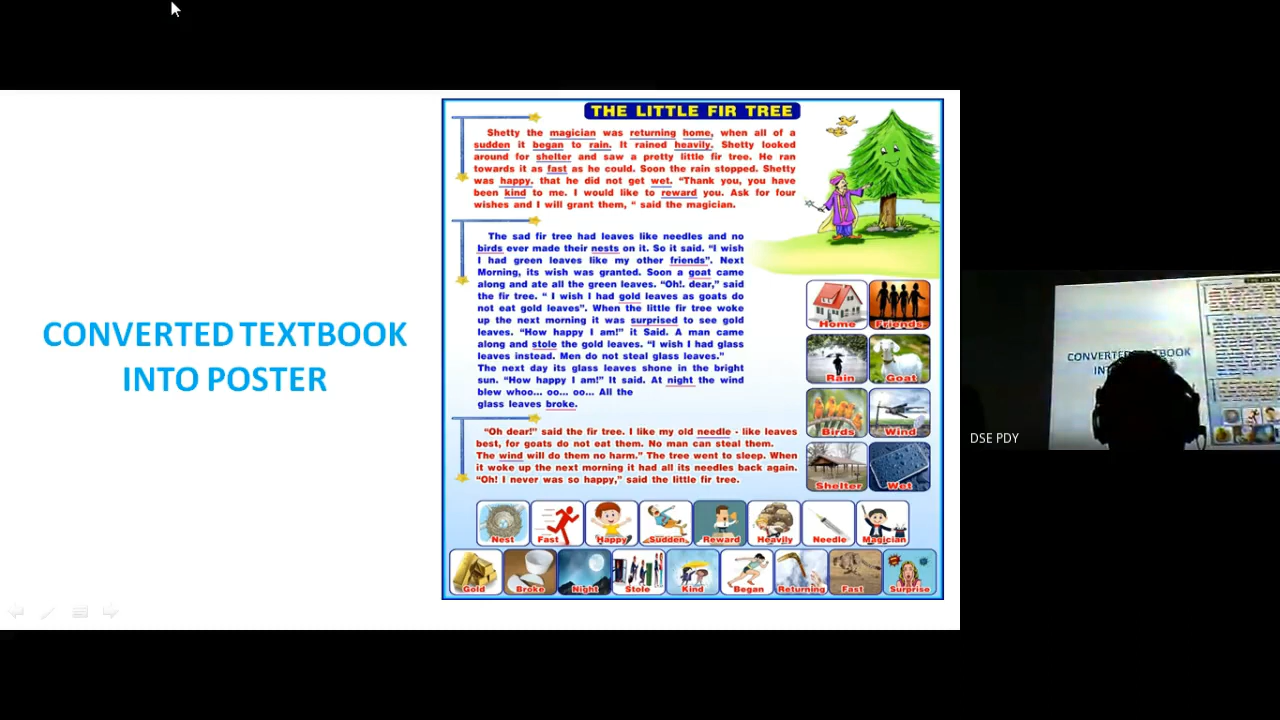 CONVERTED TEXTBOOK
INTO POSTER
THE LITTLE FIR TREE
Shetty the magician was returning home, when all of a
sudden it began to rain. It rained heavily. Shetty looked
around for shelter and saw a pretty little fir tree. He ran
towards it as fast as he could. Soon the rain stopped. Shetty
was happy. that he did not get wet. “Thank you, you have
been kind to me. I would like to reward you. Ask for four
wishes and I will grant them, “ said the magician.
The sad fir tree had leaves like needles and no
birds ever made their nests on it. So it said. “I wish
I had green leaves like my other friends”. Next
Morning, its wish was granted. Soon a goat came
along and ate all the green leaves. “Oh!. dear,” said
the fir tree. “ I wish I had gold leaves as goats do
not eat gold leaves”. When the little fir tree woke
up the next morning it was surprised to see gold
leaves. “How happy I am!” it Said. A man came
along and stole the gold leaves. “I wish I had glass
leaves instead. Men do not steal glass leaves.”
The next day its glass leaves shone in the bright
sun. “How happy I am!” It said. At night the wind
blew whoo... oo... oo... All the
glass leaves broke.
“Oh dear!” said the fir tree. I like my old needle - like leaves
best, for goats do not eat them. No man can steal them.
The wind will do them no harm.” The tree went to sleep. When
it woke up the next morning it had all its needles back again.
“Oh! I never was so happy,” said the little fir tree.
Home Friends
Rain Goat
Birds Wind
Shelter Wet
Nest Fast Happy Sudden Reward Heavily Needle Magician
Gold Broke Night Stole Kind Began Returning Fast Surprise
DSE PDY